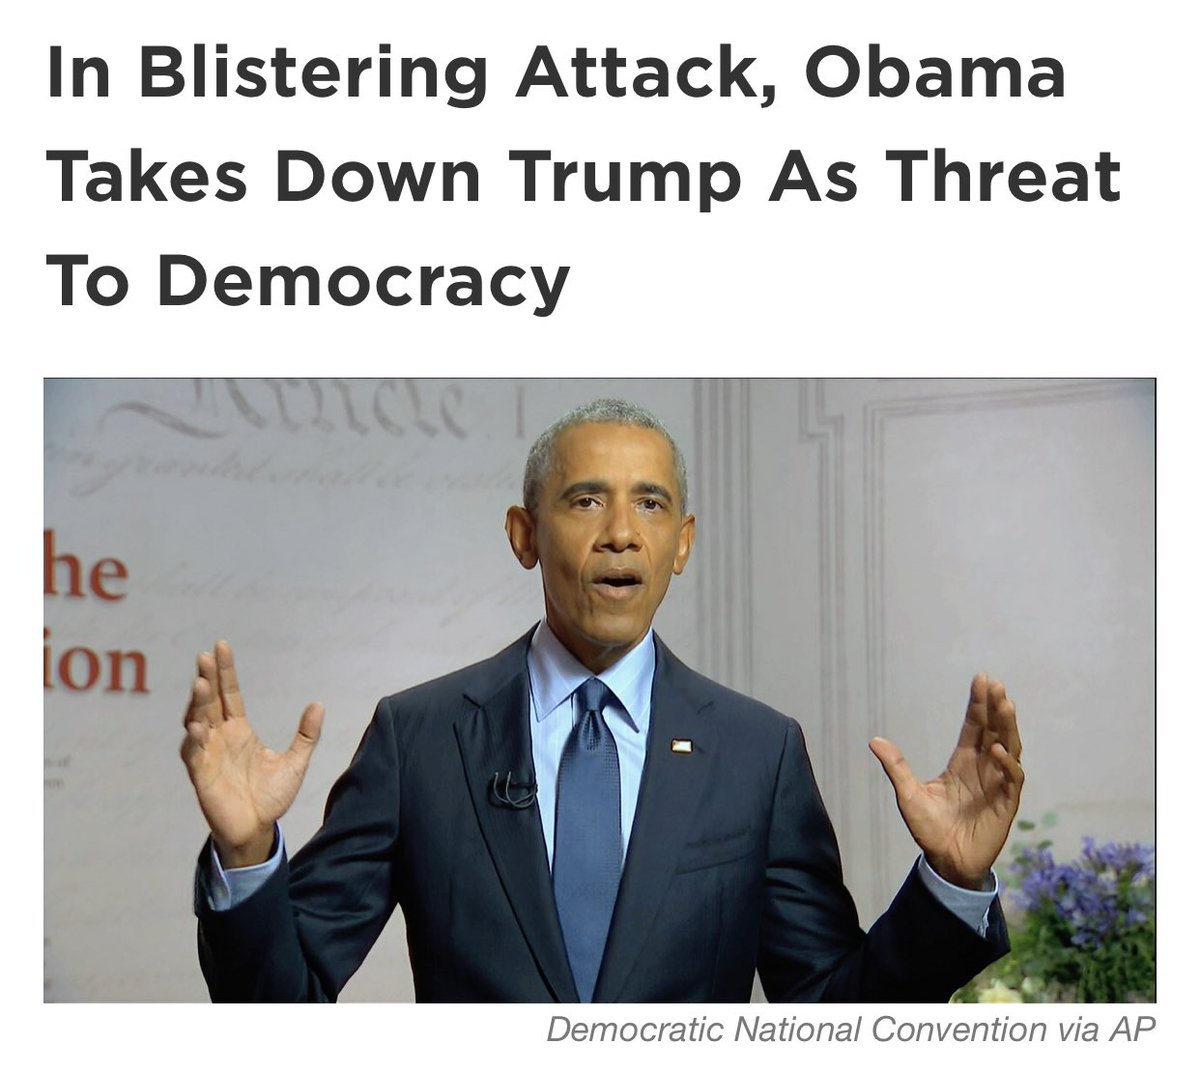 In Blistering Attack, Obama
Takes Down Trump As Threat
To Democracy
Article I
he
ion
Democratic National Convention via AP